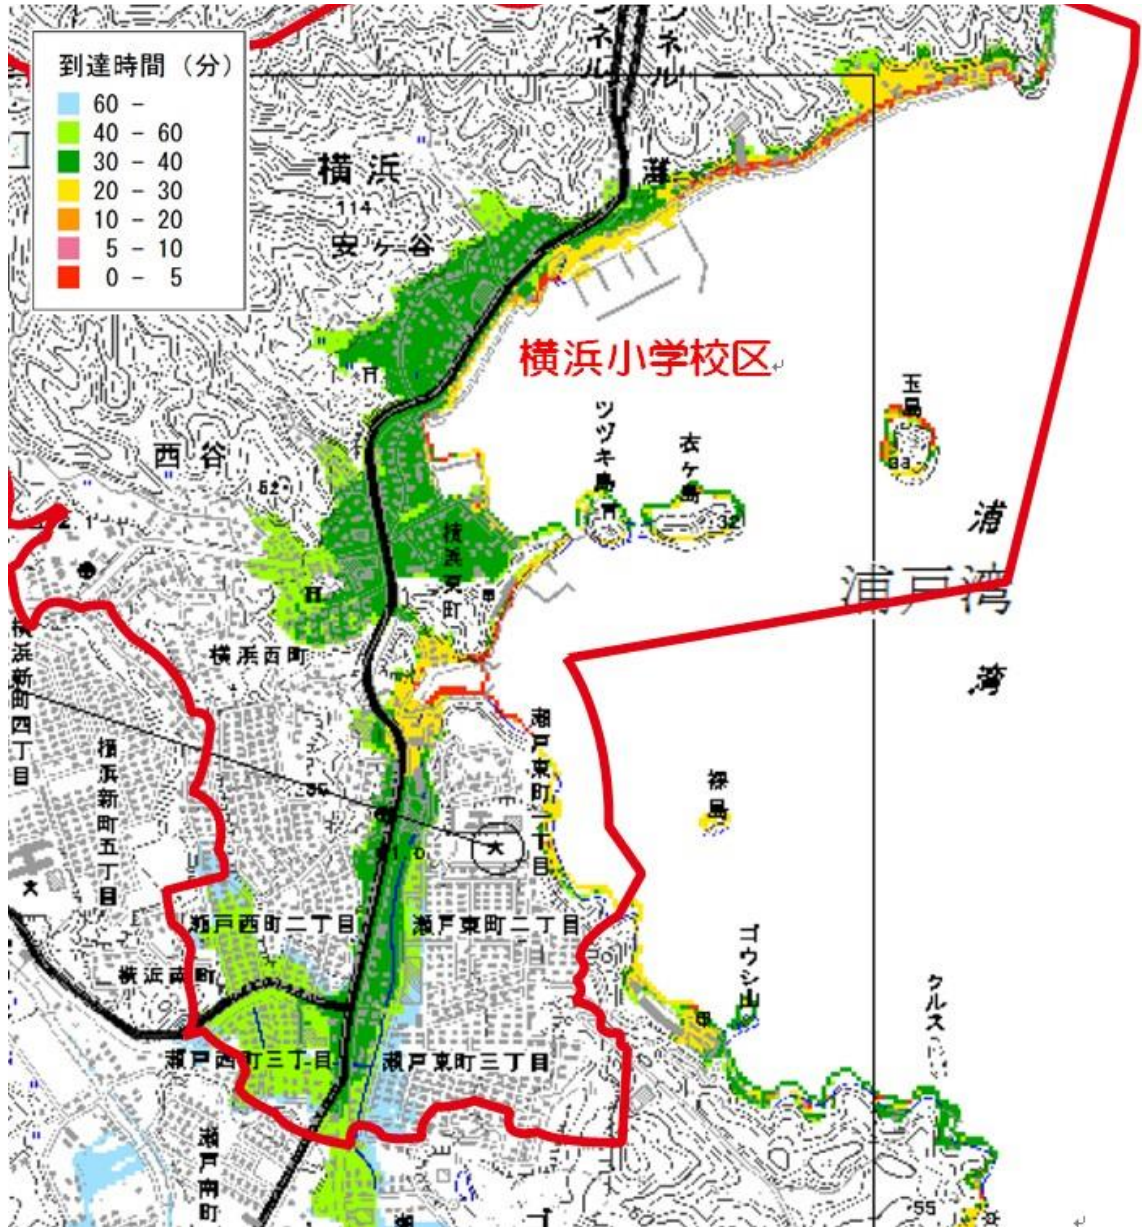 到達時間（分）
60 -
40 - 60
30 - 40
20 - 30
10 - 20
5 - 10
0 - 5
横浜
114
安ヶ谷
灘
横浜小学校区
玉島
33
ツヅキ島
衣ヶ島
32
西谷
52
横浜東町
浦
浦戸湾
湾
横浜西町
横浜新町四丁目
横浜新町五丁目
瀬戸東町一丁目
裸島
瀬戸西町二丁目
瀬戸東町二丁目
横浜南町
ゴウシ山
クルス
瀬戸西町三丁目
瀬戸東町三丁目
瀬戸南町
55